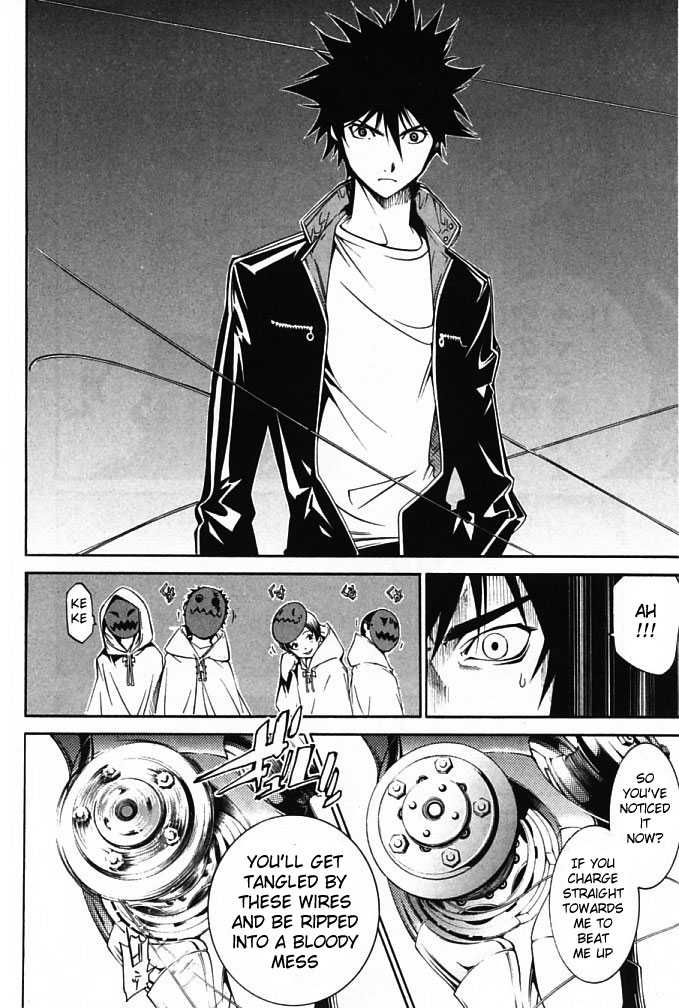 AH
!!!
KE
KE
SO
YOU'VE
NOTICED
IT
NOW?
IF YOU
CHARGE
STRAIGHT
TOWARDS
ME TO
BEAT
ME UP
YOU'LL GET
TANGLED BY
THESE WIRES
AND BE RIPPED
INTO A BLOODY
MESS